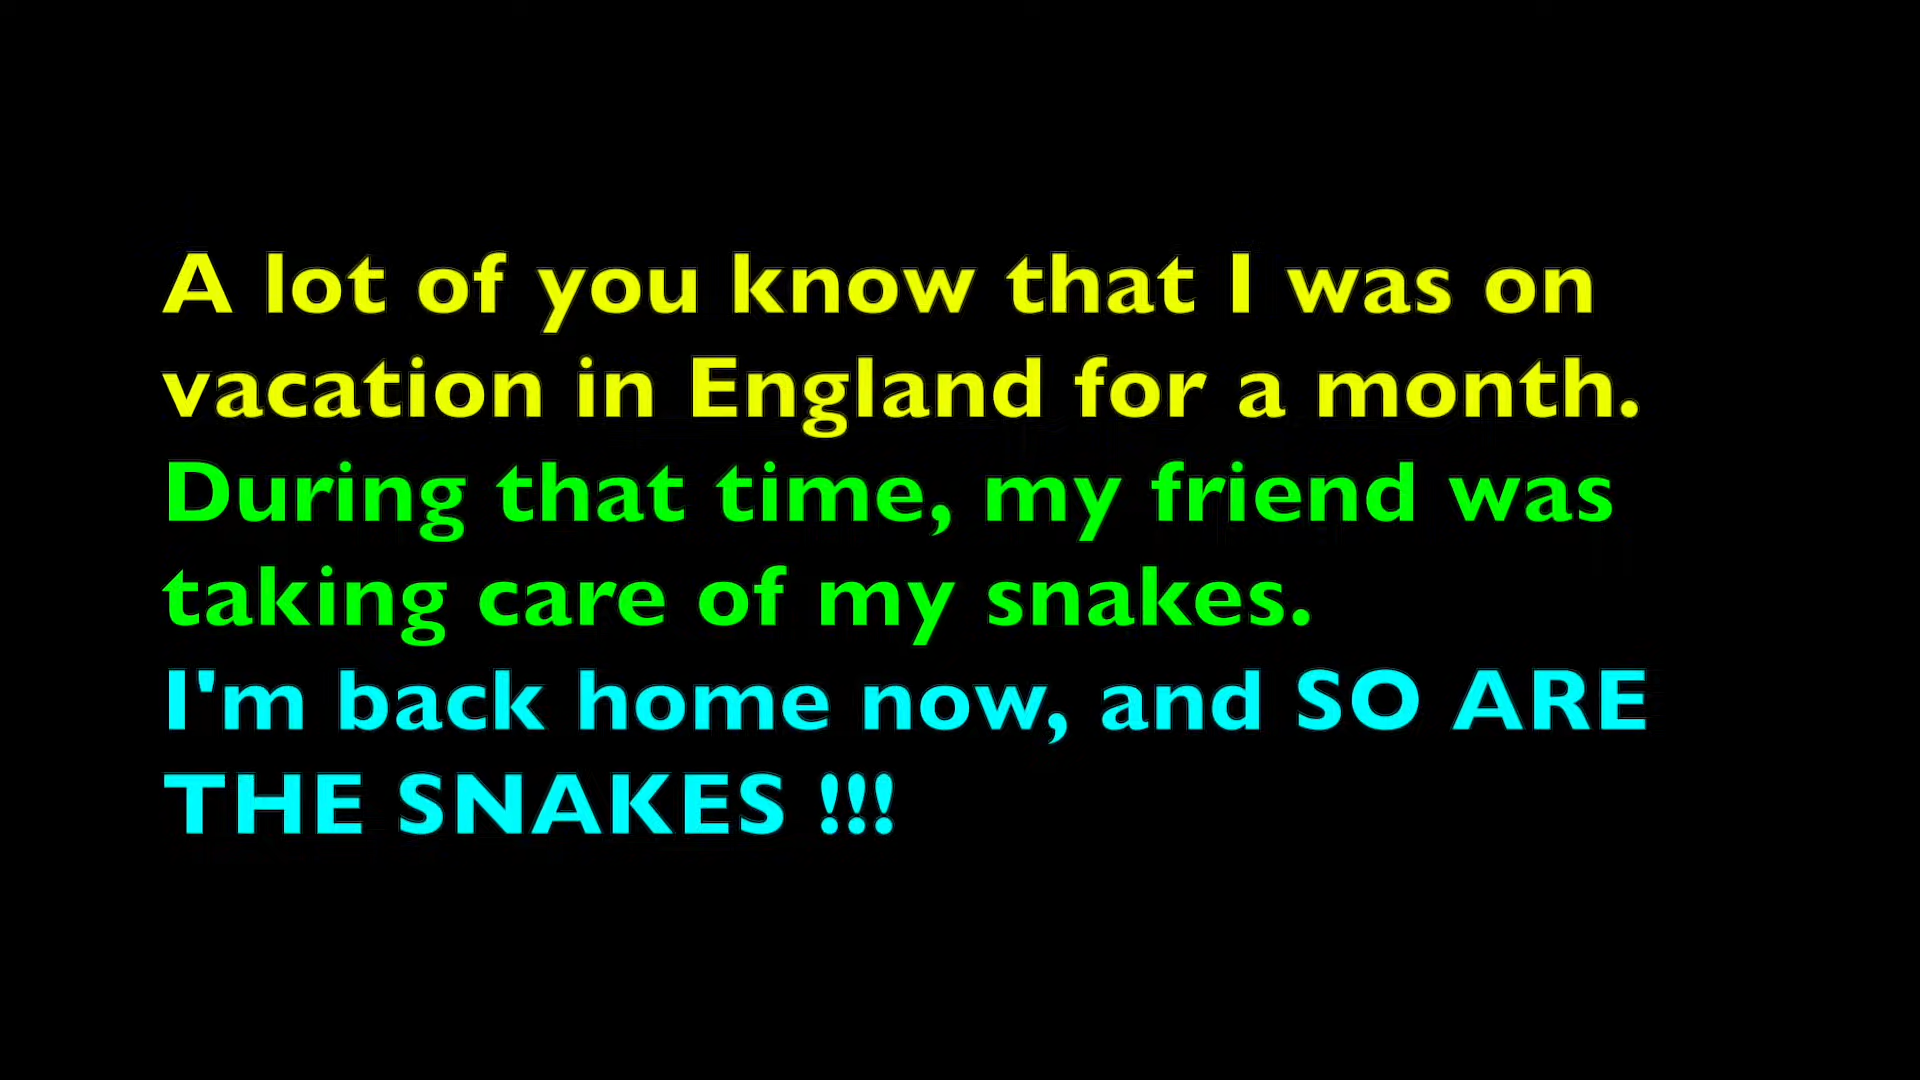 A lot of you know that I was on
vacation in England for a month.
During that time, my friend was
taking care of my snakes.
I'm back home now, and SO ARE
THE SNAKES !!!